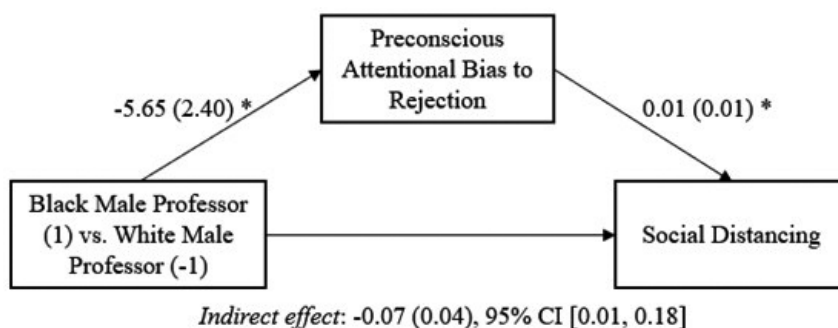 Preconscious
Attentional Bias to
Rejection
-5.65 (2.40) *
0.01 (0.01) *
Black Male Professor
(1) vs. White Male
Professor (-1)
Social Distancing
Indirect effect: -0.07 (0.04), 95% CI [0.01, 0.18]